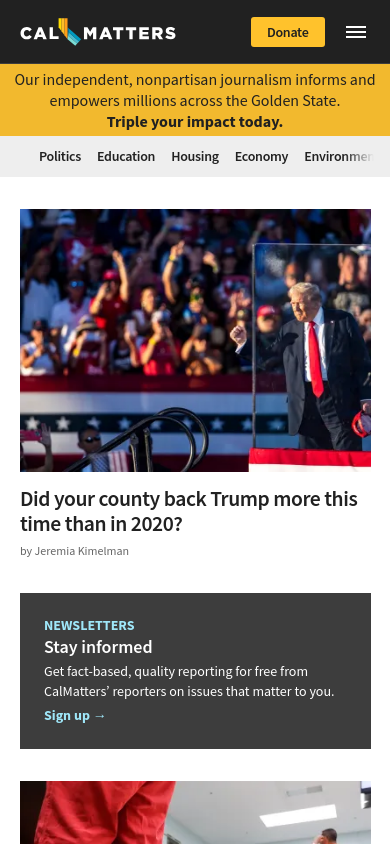 CALMATTERS
Donate
Our independent, nonpartisan journalism informs and
empowers millions across the Golden State.
Triple your impact today.
Politics Education Housing Economy Environmen
Did your county back Trump more this
time than in 2020?
by Jeremia Kimelman
NEWSLETTERS
Stay informed
Get fact-based, quality reporting for free from
CalMatters’ reporters on issues that matter to you.
Sign up →